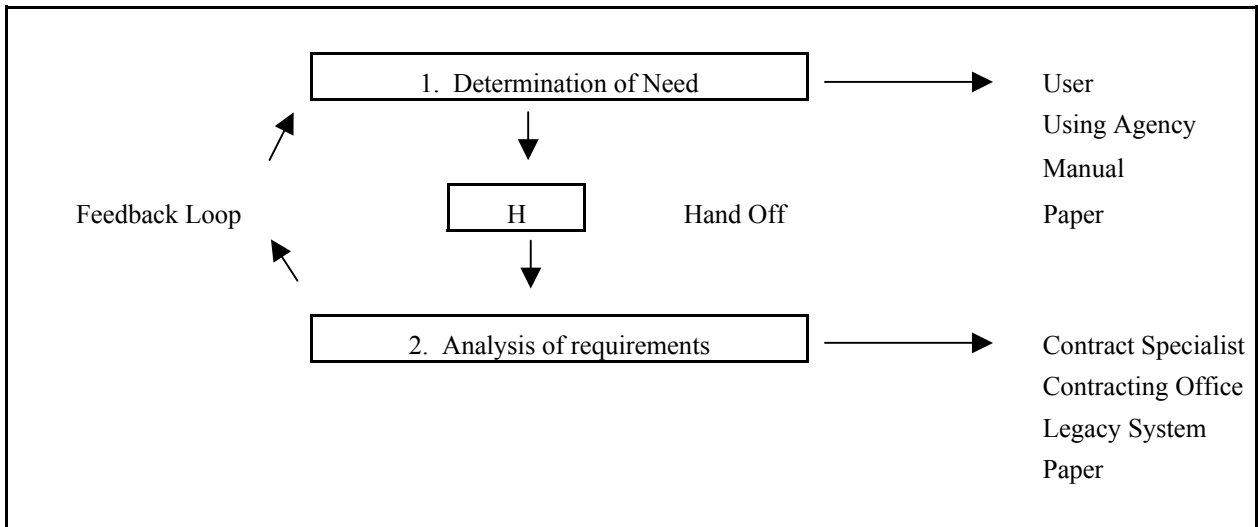 1. Determination of Need
User
Using Agency
Manual
Paper
Feedback Loop
H
Hand Off
2. Analysis of requirements
Contract Specialist
Contracting Office
Legacy System
Paper